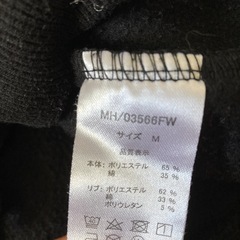 MH/03566FW
サイズ M
品質表示
本体: ポリエステル 65 %
綿 35 %
リブ: ポリエステル 62 %
綿 33 %
ポリウレタン 5 %